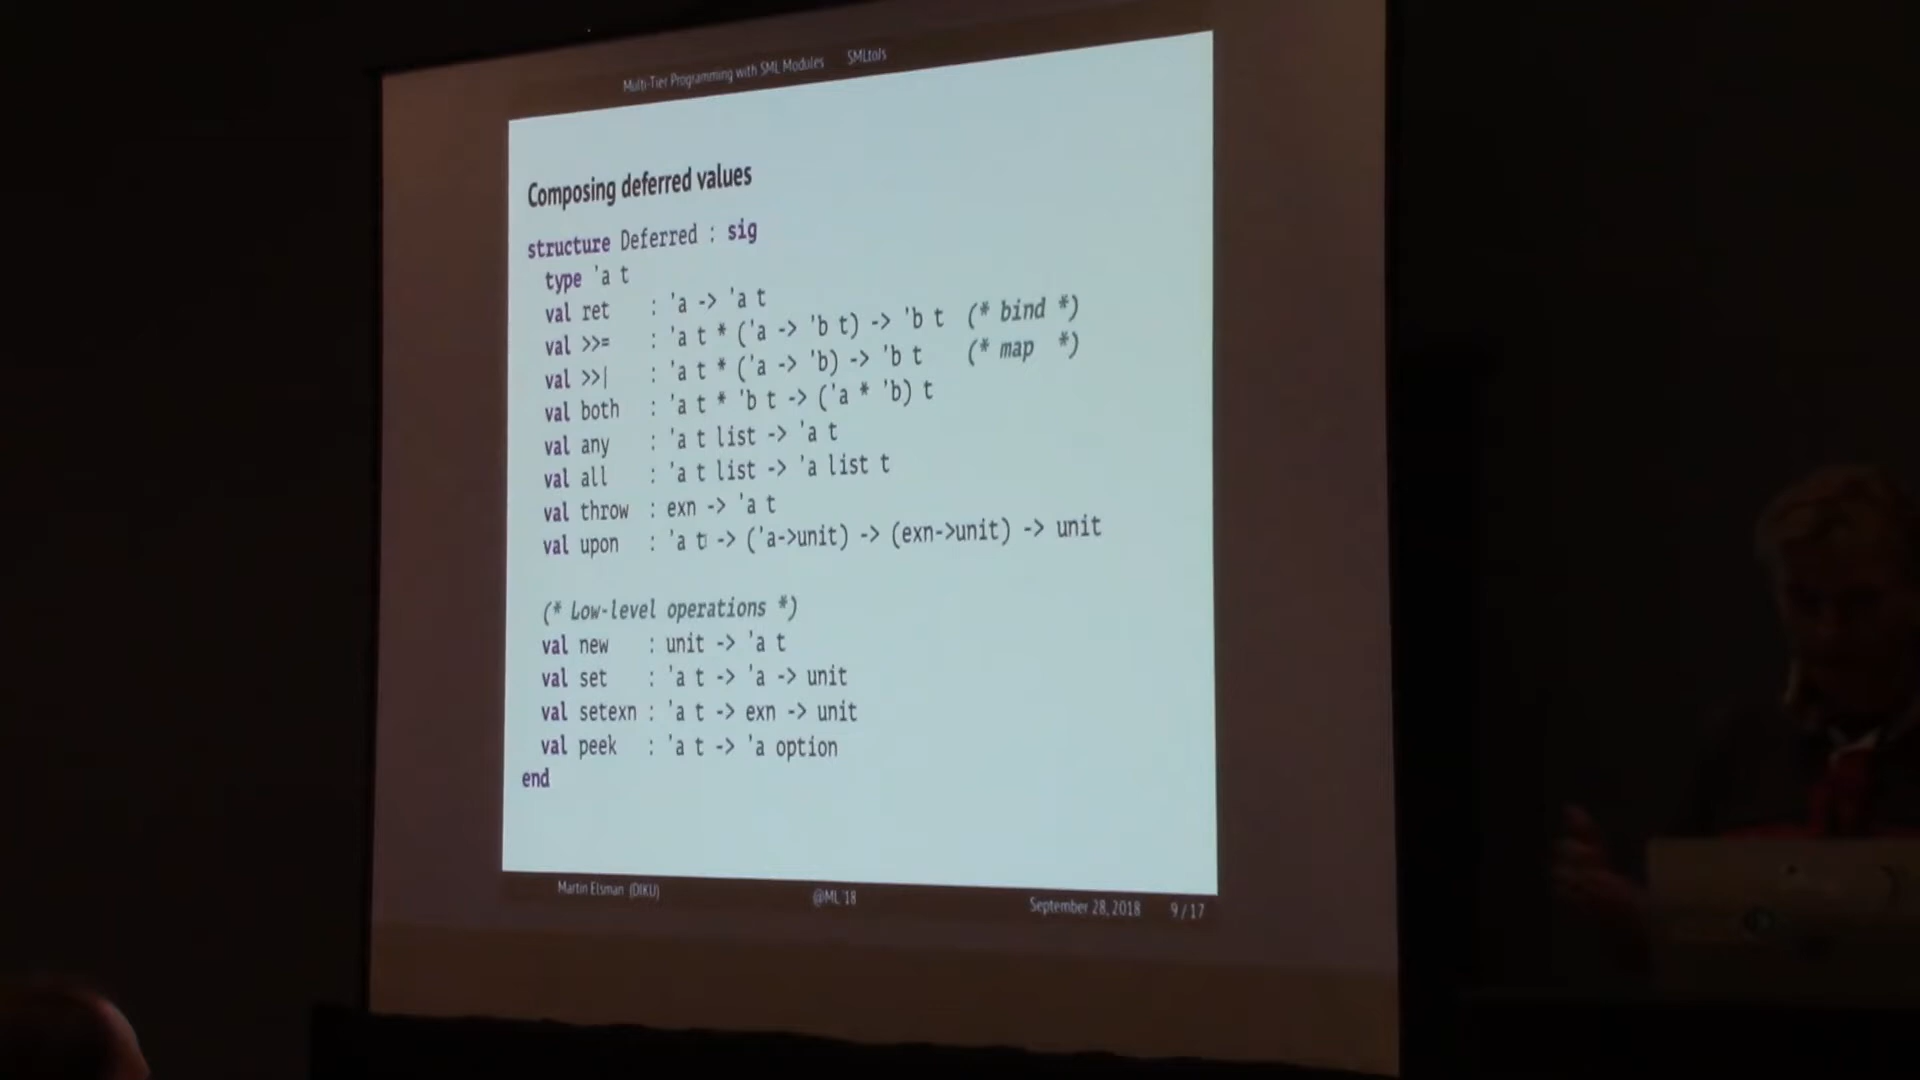 Multi-Tier Programming with SML Modules SMLtols
Composing deferred values
structure Deferred : sig
type 'a t
val ret : 'a -> 'a t
val >>= : 'a t * ('a -> 'b t) -> 'b t (* bind *)
val >>| : 'a t * ('a -> 'b) -> 'b t (* map *)
val both : 'a t * 'b t -> ('a * 'b) t
val any : 'a t list -> 'a t
val all : 'a t list -> 'a list t
val throw : exn -> 'a t
val upon : 'a t -> ('a->unit) -> (exn->unit) -> unit
(* Low-level operations *)
val new : unit -> 'a t
val set : 'a t -> 'a -> unit
val setexn : 'a t -> exn -> unit
val peek : 'a t -> 'a option
end
Martin Elsman (DIKU) @ML '18 September 28, 2018 9 / 17